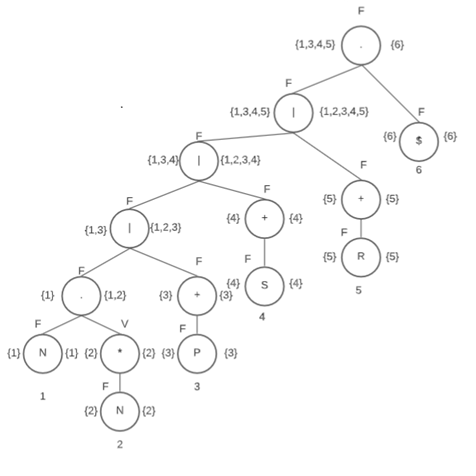 F
{1,3,4,5} . {6}
F
{1,3,4,5} | {1,2,3,4,5}
F
{6} $ {6}
6
F
{1,3,4} | {1,2,3,4}
F
{5} + {5}
F
{4} + {4}
F
{1,3} | {1,2,3}
F
{5} R {5}
5
F
{4} S {4}
4
F
{1} . {1,2}
F
{3} + {3}
F
{1} N {1}
1
V
{2} * {2}
F
{3} P {3}
3
F
{2} N {2}
2